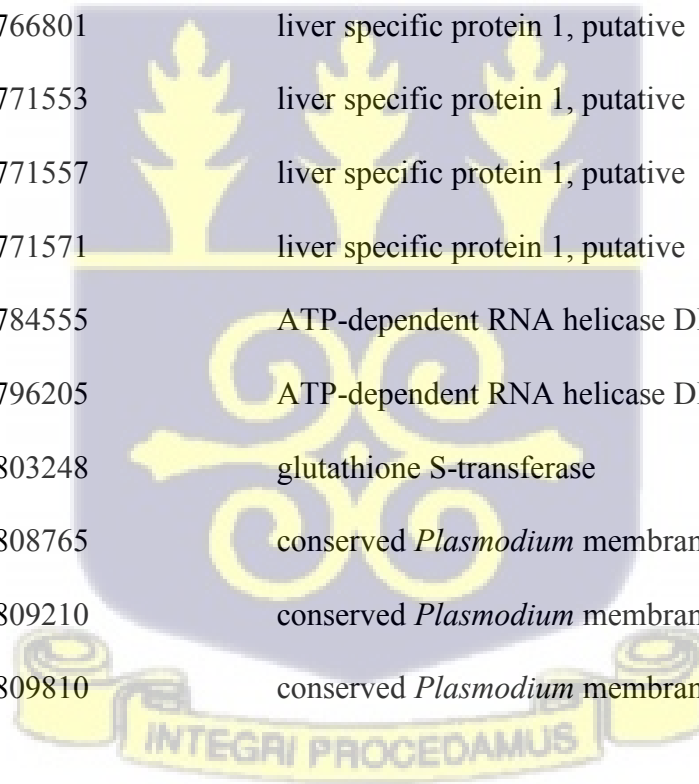 766801 liver specific protein 1, putative
771553 liver specific protein 1, putative
771557 liver specific protein 1, putative
771571 liver specific protein 1, putative
784555 ATP-dependent RNA helicase
796205 ATP-dependent RNA helicase
803248 glutathione S-transferase
808765 conserved Plasmodium
809210 conserved Plasmodium
809810 conserved Plasmodium
INTEGRI PROCEDAMUS